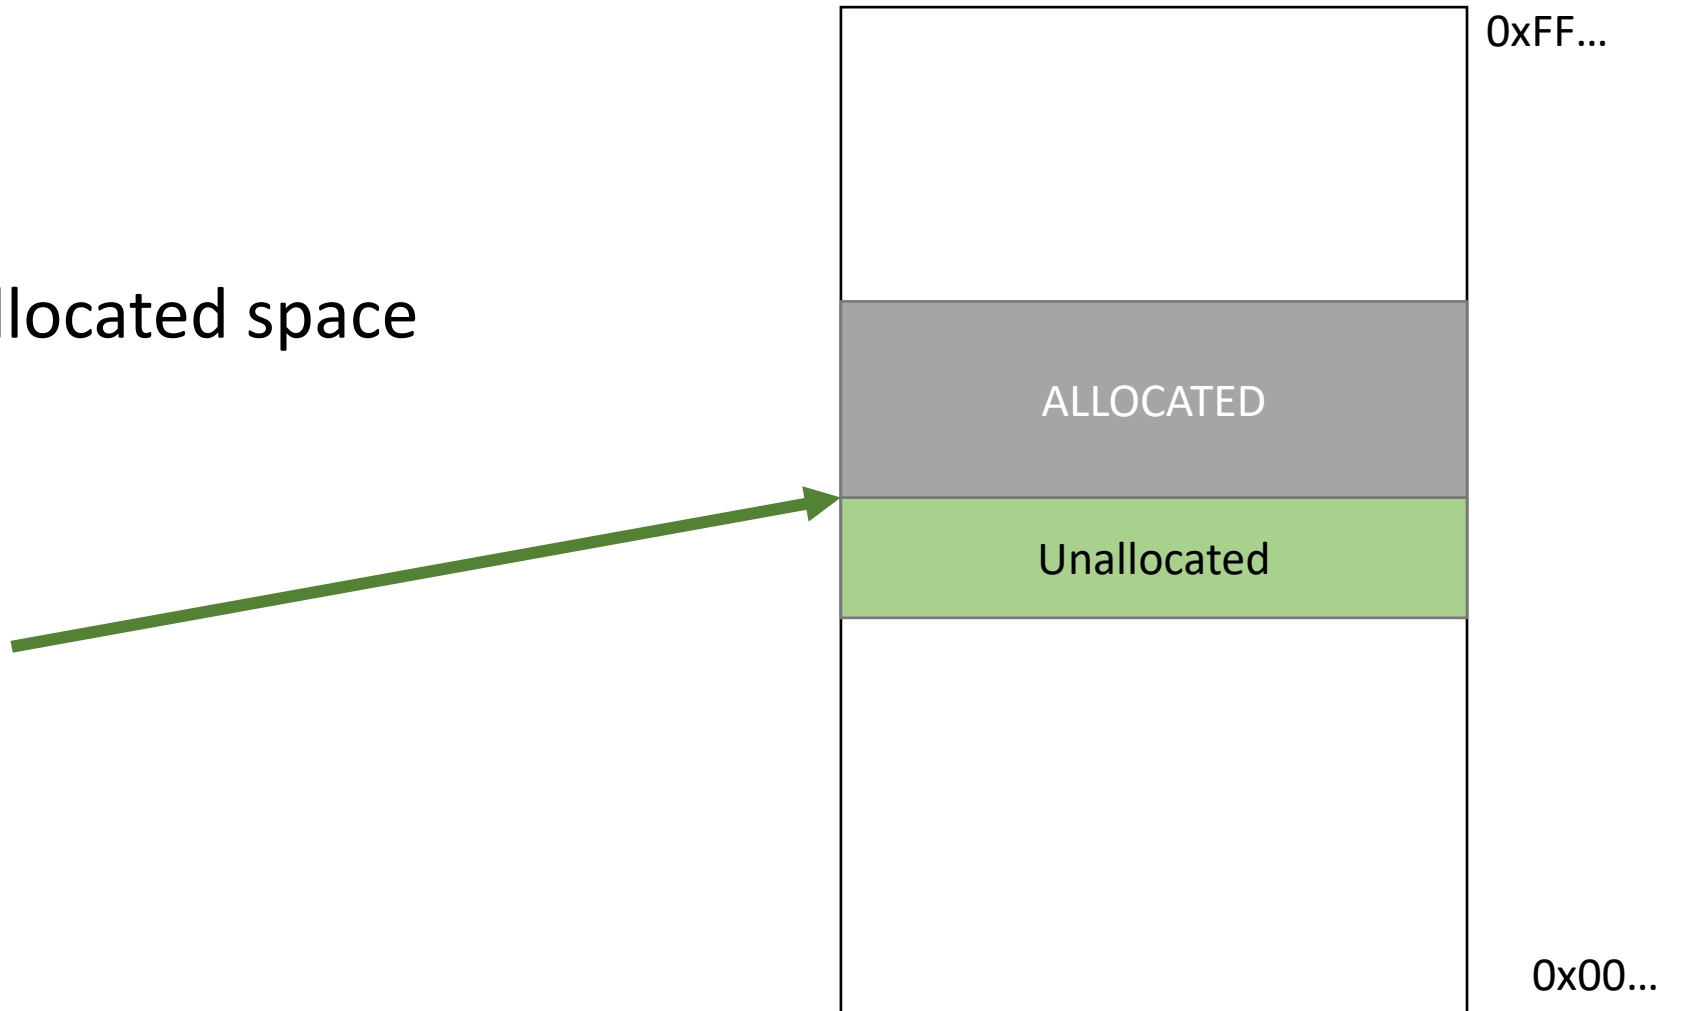 0xFF…
llocated space
ALLOCATED
Unallocated
0x00…